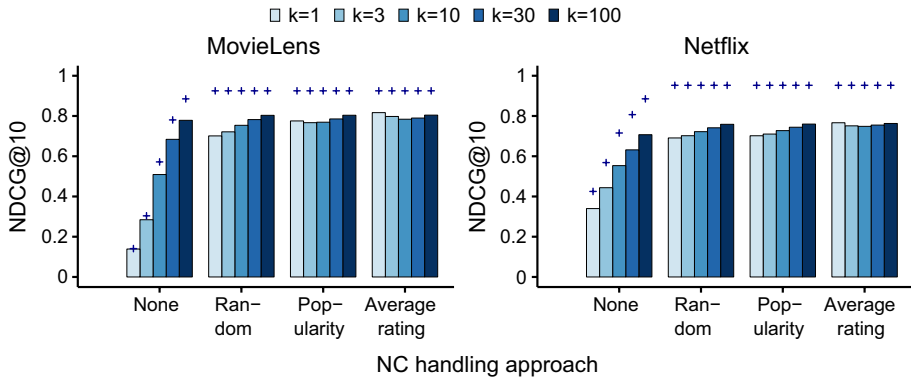 k=1 k=3 k=10 k=30 k=100
MovieLens
Netflix
NDCG@10
1
0.8
0.6
0.4
0.2
0
None
Ran-
dom
Pop-
ularity
Average
rating
NDCG@10
1
0.8
0.6
0.4
0.2
0
None
Ran-
dom
Pop-
ularity
Average
rating
NC handling approach